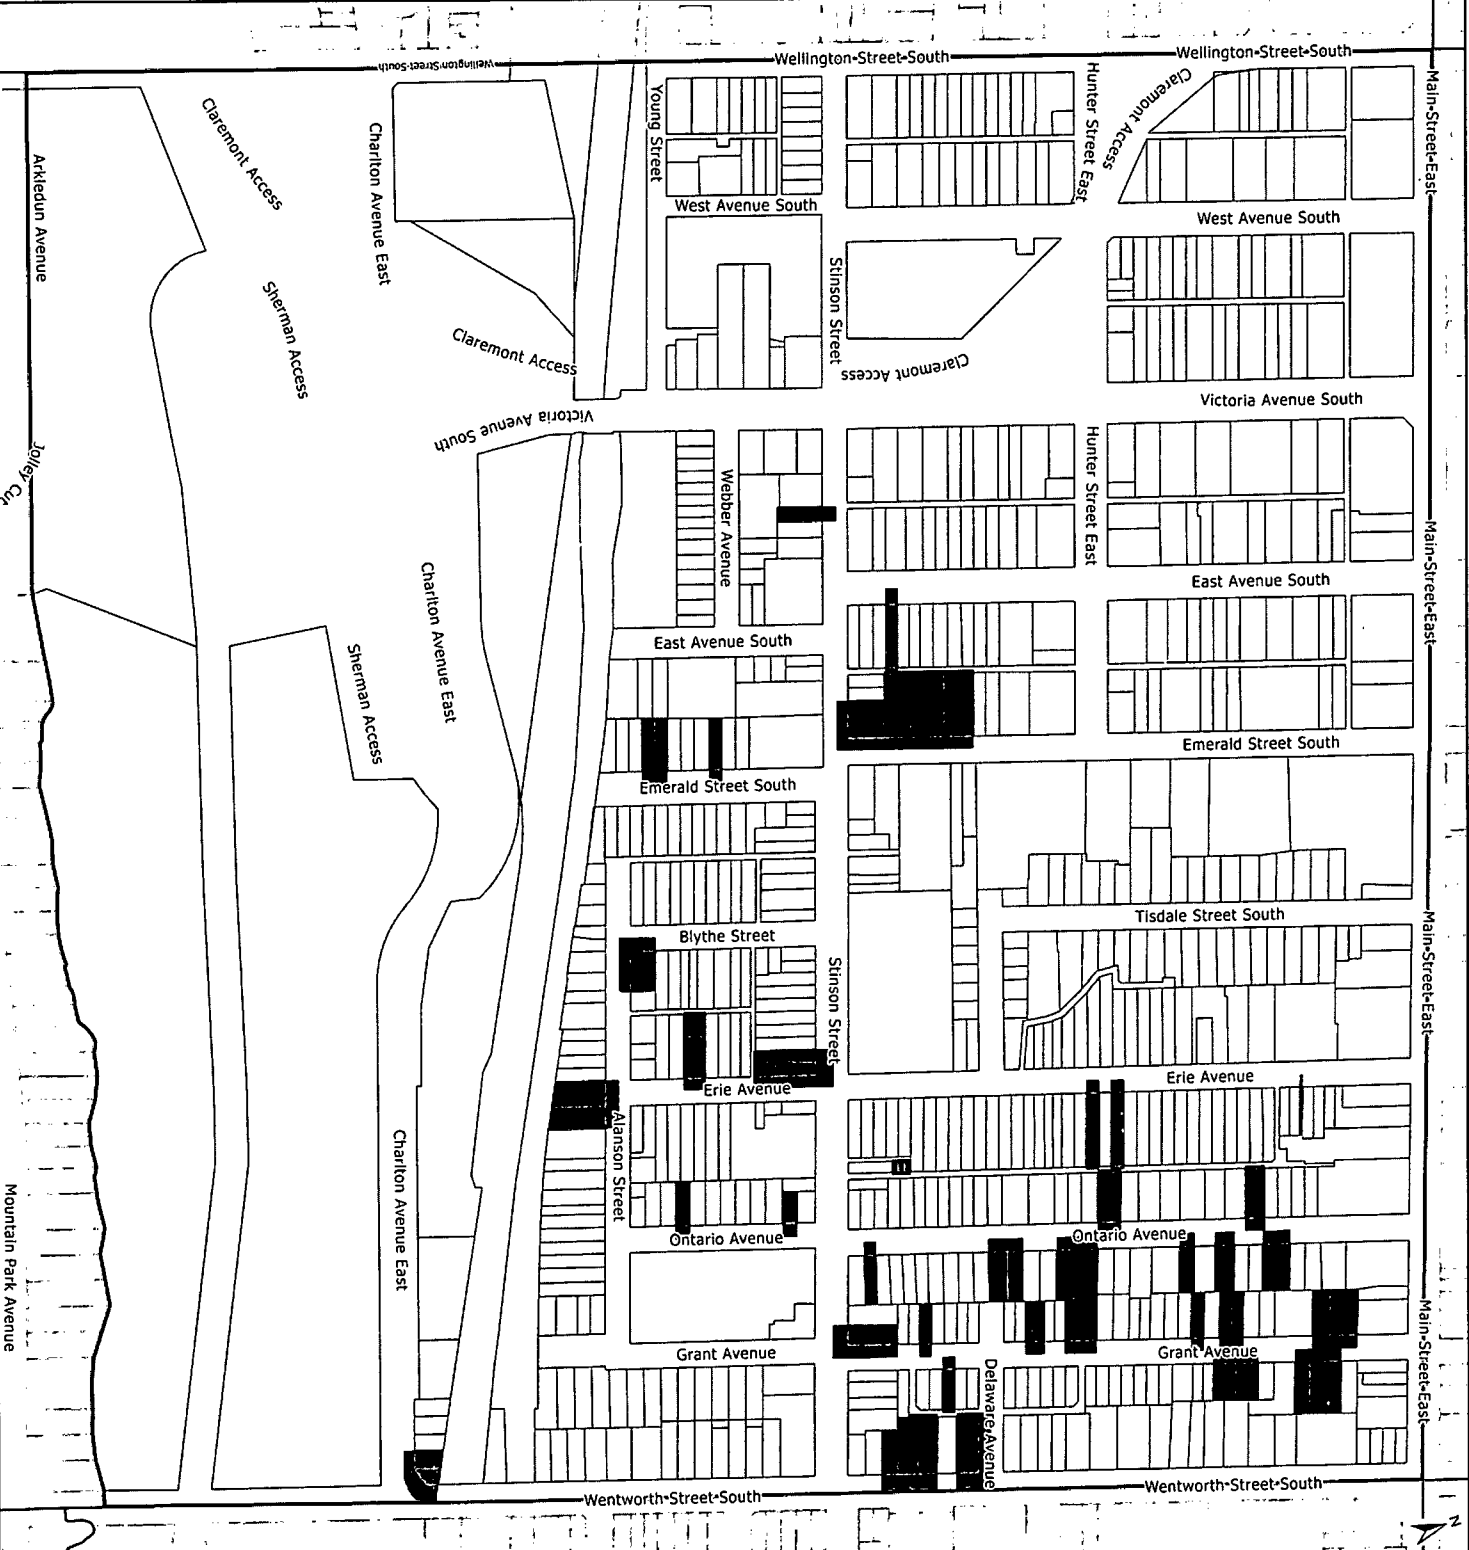 Wellington-Street-South
Wellington-Street-South
Wellington-Street-South
Claremont Access
Charlton Avenue East
Young Street
Hunter Street East
Claremont Access
Main-Street-East
Arkledun Avenue
West Avenue South
West Avenue South
Sherman Access
Stinson Street
Claremont Access
Claremont Access
Victoria Avenue South
Victoria Avenue South
Jolley Cut
Webber Avenue
Hunter Street East
Main-Street-East
Charlton Avenue East
East Avenue South
East Avenue South
Sherman Access
Emerald Street South
Emerald Street South
Tisdale Street South
Main-Street-East
Blythe Street
Stinson Street
Erie Avenue
Erie Avenue
Alanson Street
Charlton Avenue East
Mountain Park Avenue
Ontario Avenue
Ontario Avenue
Main-Street-East
Grant Avenue
Grant Avenue
Delaware Avenue
Wentworth-Street-South
Wentworth-Street-South
N